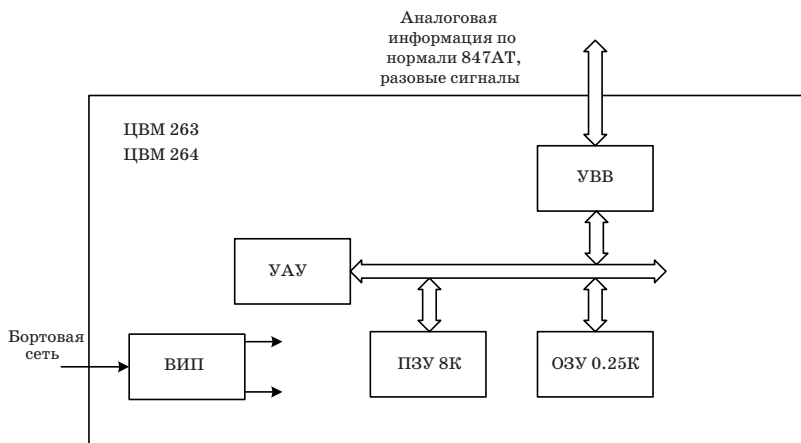 Аналоговая
информация по
нормали 847АТ,
разовые сигналы
ЦВМ 263
ЦВМ 264
УВВ
УАУ
Бортовая
сеть
ВИП
ПЗУ 8К
ОЗУ 0.25К